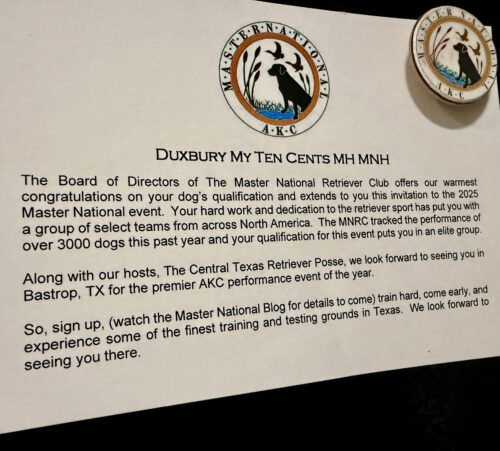 MASTER NATIONAL
A·K·C
MASTER NATIONAL
A·K·C
DUXBURY MY TEN CENTS MH MNH
The Board of Directors of The Master National Retriever Club offers our warmest
congratulations on your dog's qualification and extends to you this invitation to the 2025
Master National event. Your hard work and dedication to the retriever sport has put you with
a group of select teams from across North America. The MNRC tracked the performance of
over 3000 dogs this past year and your qualification for this event puts you in an elite group.
Along with our hosts, The Central Texas Retriever Posse, we look forward to seeing you in
Bastrop, TX for the premier AKC performance event of the year.
So, sign up, (watch the Master National Blog for details to come) train hard, come early, and
experience some of the finest training and testing grounds in Texas. We look forward to
seeing you there.